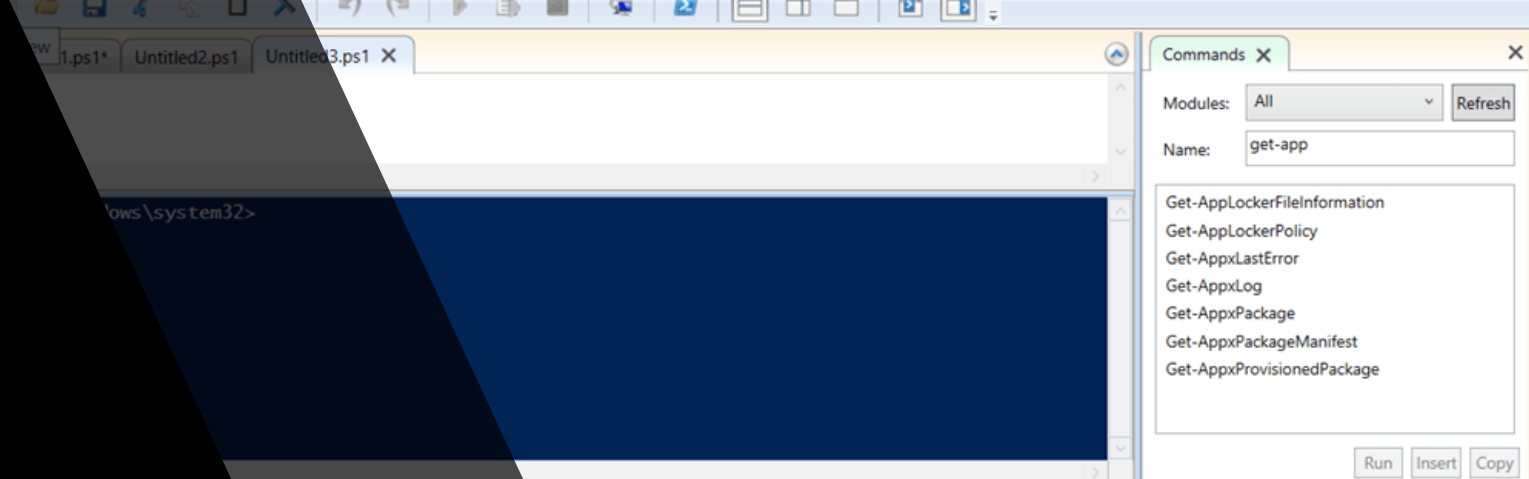 ew
1.ps1*
Untitled2.ps1
Untitled3.ps1
Commands
Modules: All Refresh
Name: get-app
Get-AppLockerFileInformation
Get-AppLockerPolicy
Get-AppxLastError
Get-AppxLog
Get-AppxPackage
Get-AppxPackageManifest
Get-AppxProvisionedPackage
ows\system32>
Run Insert Copy